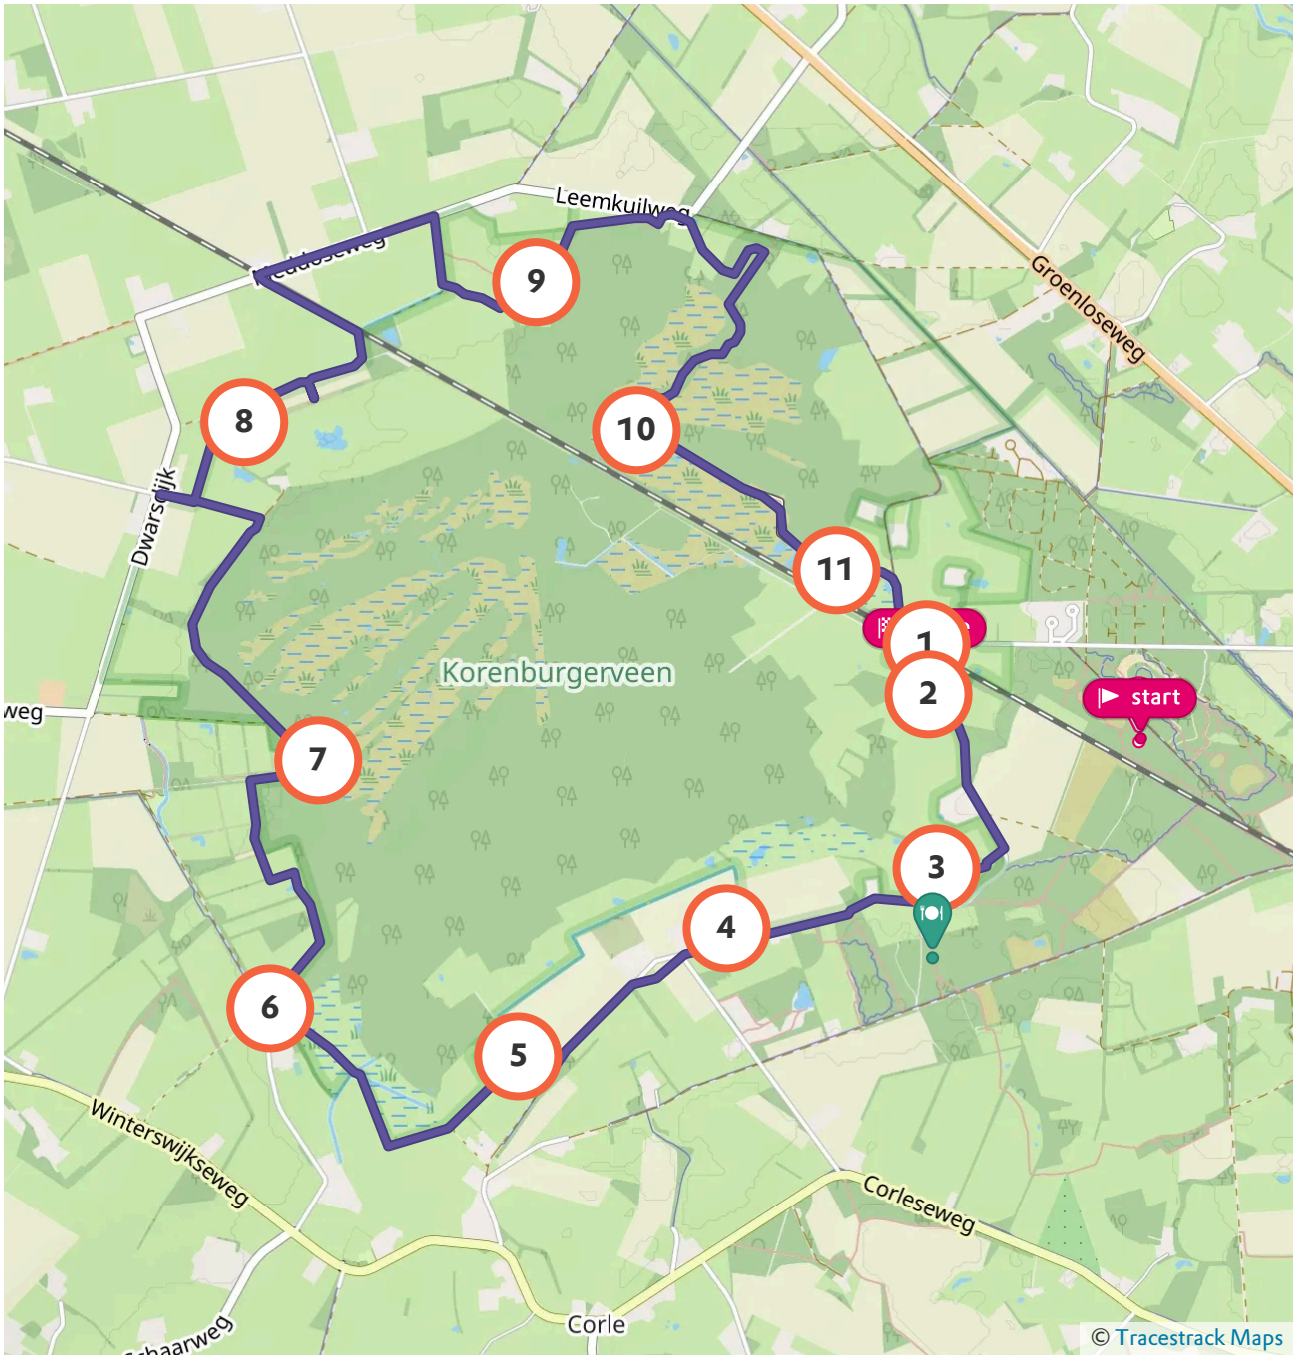 Leemkuilweg
Groenloseweg
9
8
10
Dwarsdijk
11
1
2
start
Korenburgerveen
weg
7
3
4
6
5
Winterswijkseweg
Corleseweg
Corle
© Tracestrack Maps